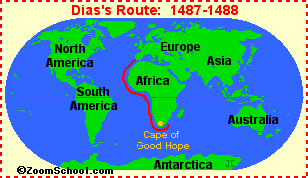 Dias's Route: 1487-1488
North
America
Europe
Asia
Africa
South
America
Australia
Cape of
Good Hope
Antarctica
JC
©ZoomSchool.com